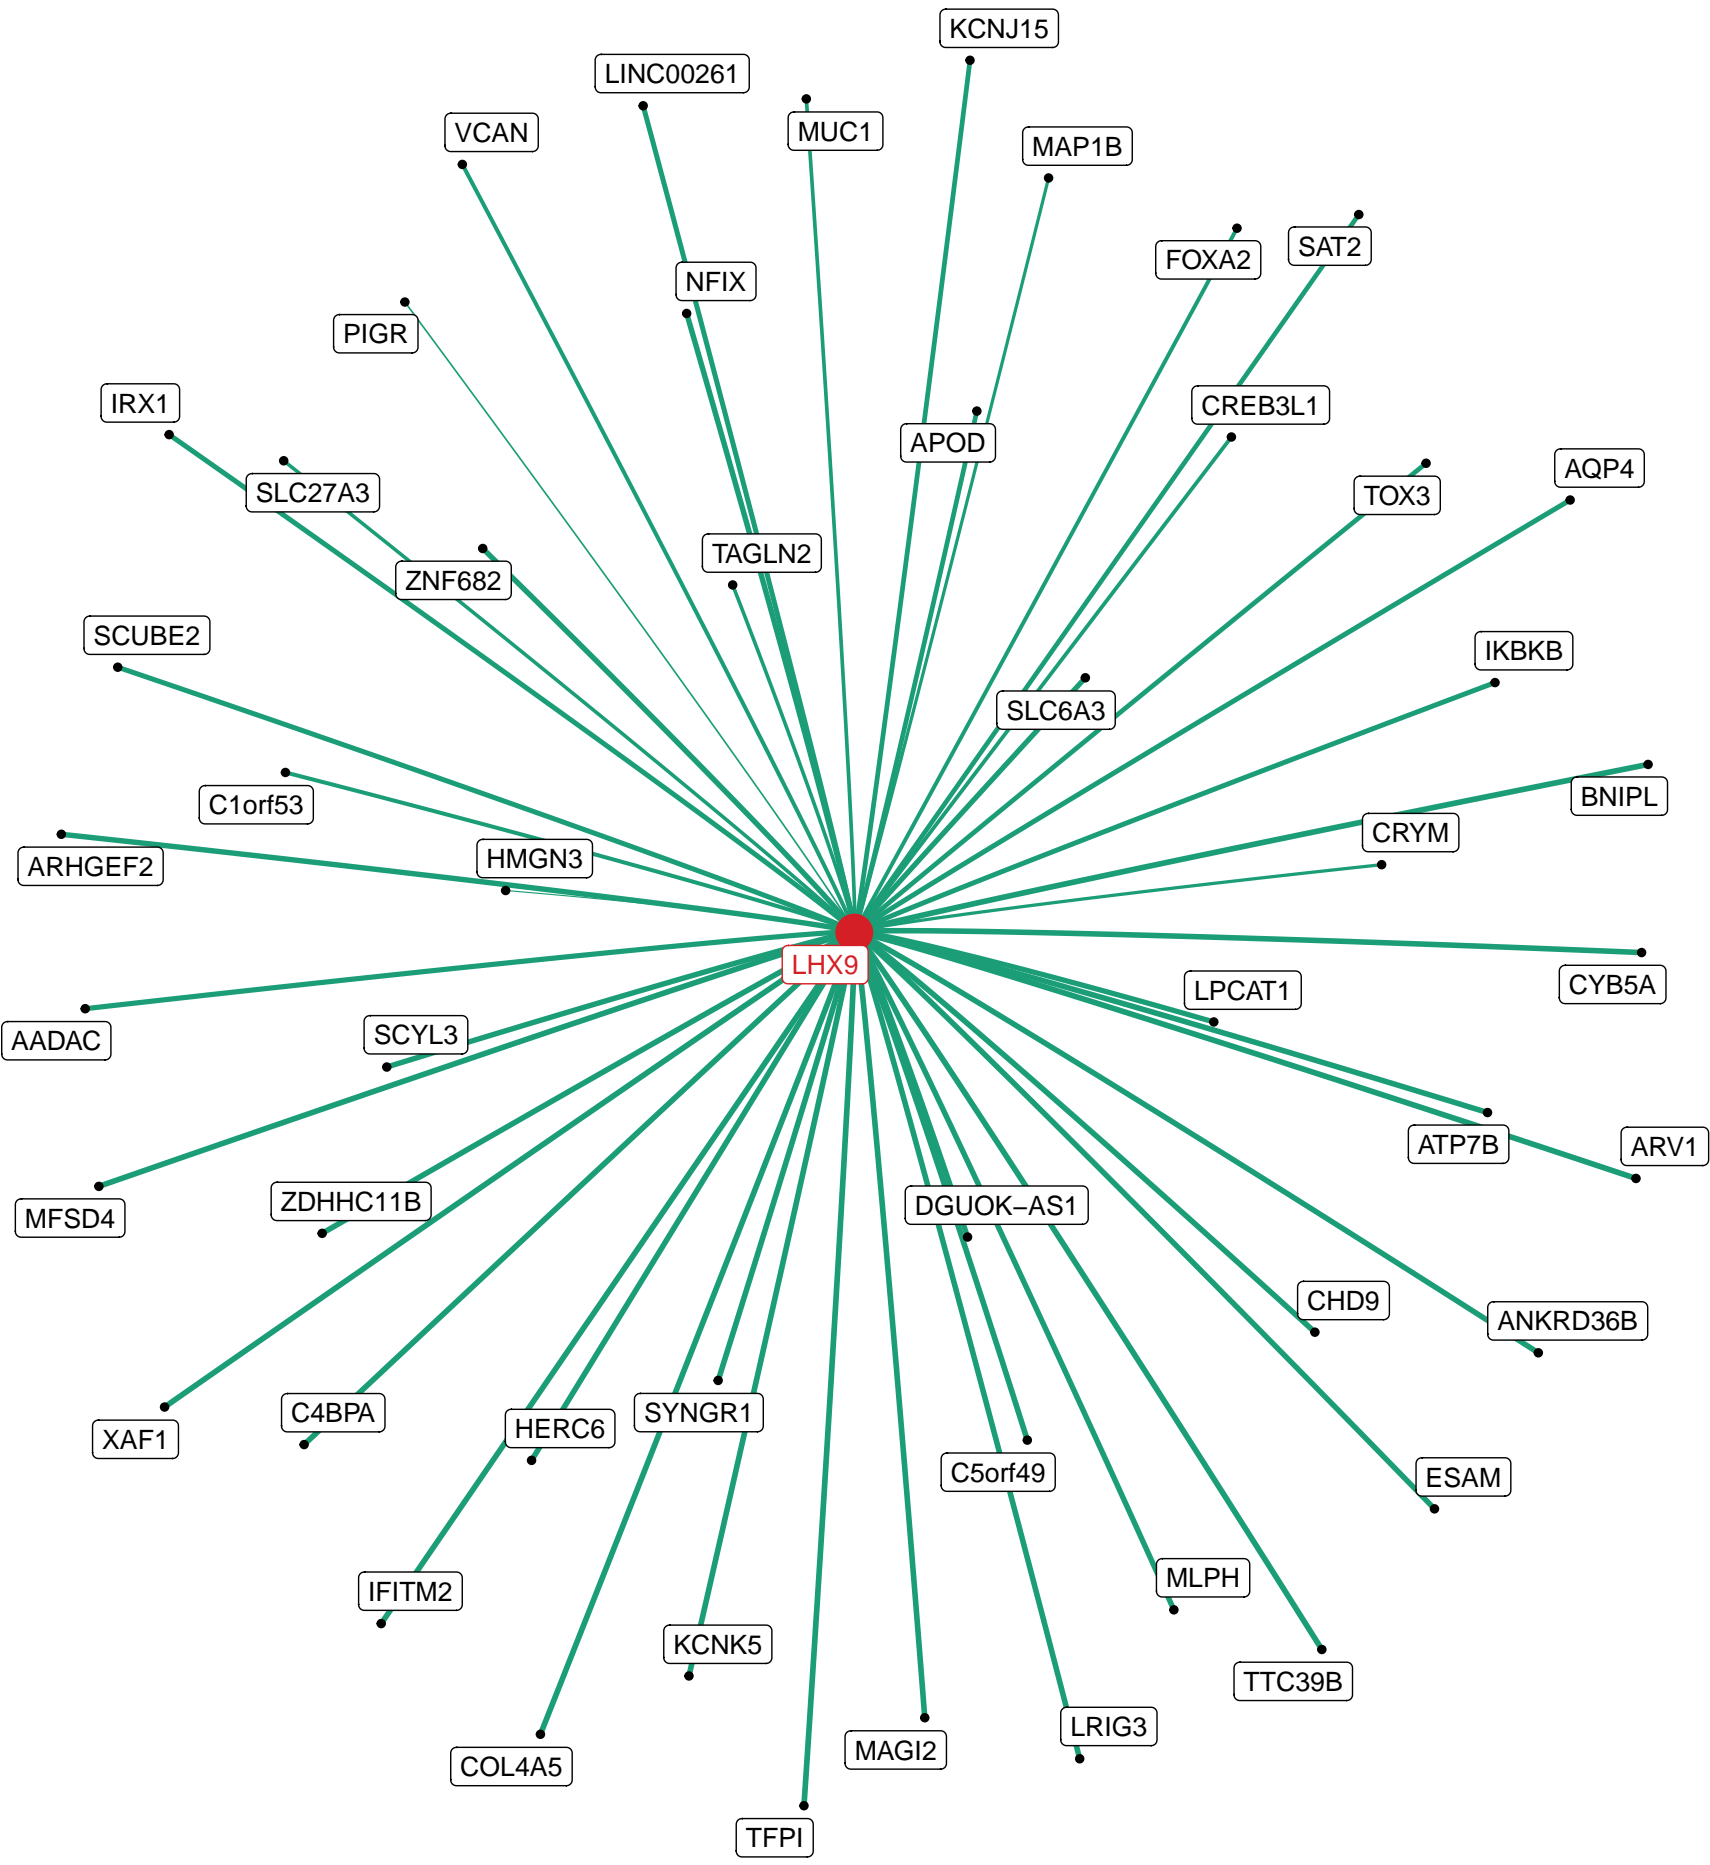 KCNJ15
LINC00261
VCAN
MUC1
MAP1B
FOXA2
SAT2
NFIX
PIGR
IRX1
CREB3L1
APOD
AQP4
SLC27A3
TOX3
TAGLN2
ZNF682
SCUBE2
IKBKB
SLC6A3
BNIPL
C1orf53
CRYM
HMGN3
ARHGEF2
LHX9
CYB5A
LPCAT1
SCYL3
AADAC
ATP7B
ARV1
ZDHHC11B
DGUOK–AS1
MFSD4
CHD9
ANKRD36B
C4BPA
SYNGR1
HERC6
XAF1
C5orf49
ESAM
MLPH
IFITM2
KCNK5
TTC39B
LRIG3
MAGI2
COL4A5
TFPI